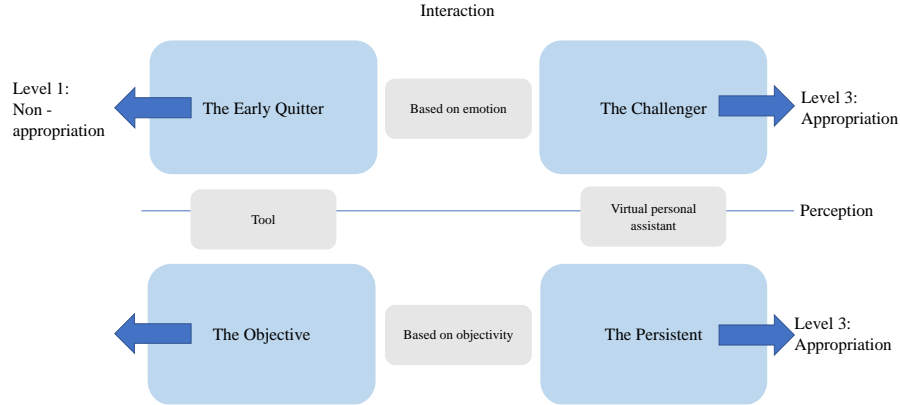 Interaction
Level 1:
Non -
appropriation
The Early Quitter
Based on emotion
The Challenger
Level 3:
Appropriation
Tool
Virtual personal
assistant
Perception
The Objective
Based on objectivity
The Persistent
Level 3:
Appropriation